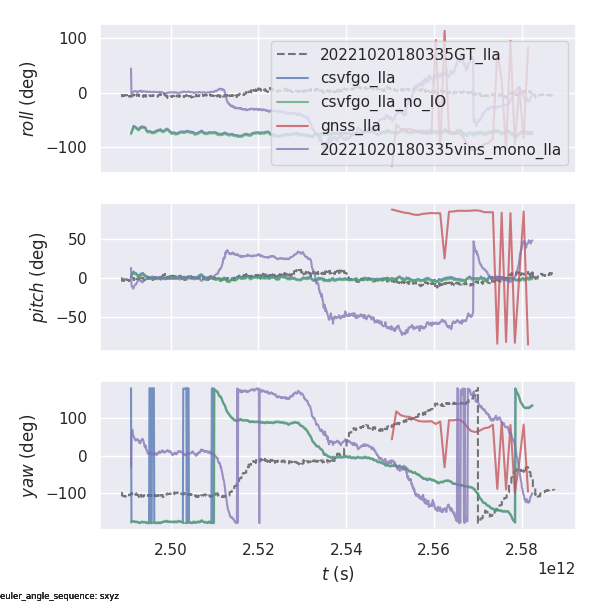 100
0
−100
roll (deg)
20221020180335GT_lla
csvfgo_lla
csvfgo_lla_no_IO
gnss_lla
20221020180335vins_mono_lla
50
0
−50
pitch (deg)
100
0
−100
yaw (deg)
2.50 2.52 2.54 2.56 2.58
1e12
t (s)
euler_angle_sequence: sxyz